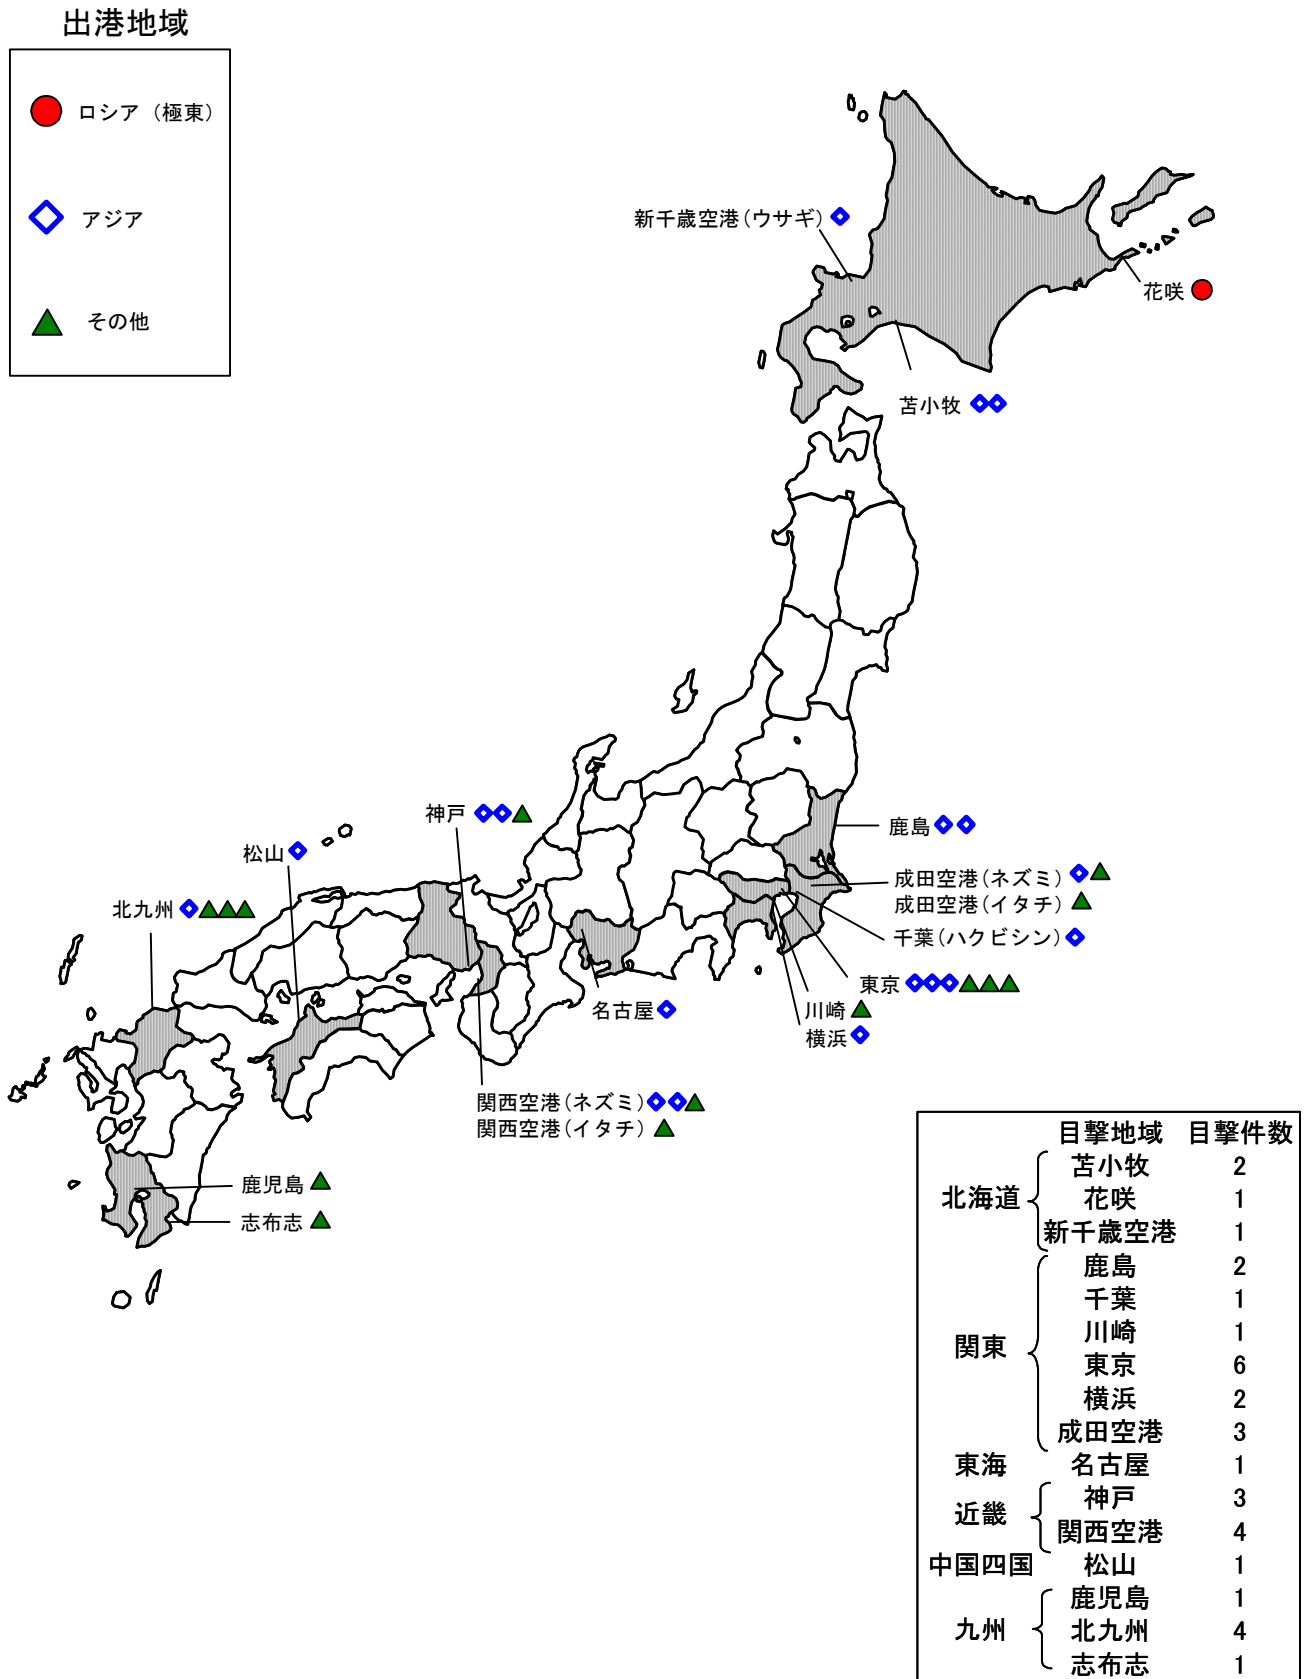 出港地域
ロシア（極東）
アジア
その他
新千歳空港（ウサギ）
花咲
苫小牧
神戸
鹿島
松山
成田空港（ネズミ）
成田空港（イタチ）
北九州
千葉（ハクビシン）
東京
名古屋
川崎
横浜
関西空港（ネズミ）
関西空港（イタチ）
鹿児島
志布志
目撃地域 目撃件数
北海道
苫小牧 2
花咲 1
新千歳空港 1
関東
鹿島 2
千葉 1
川崎 1
東京 6
横浜 2
成田空港 3
東海 名古屋 1
近畿
神戸 3
関西空港 4
中国四国 松山 1
九州
鹿児島 1
北九州 4
志布志 1